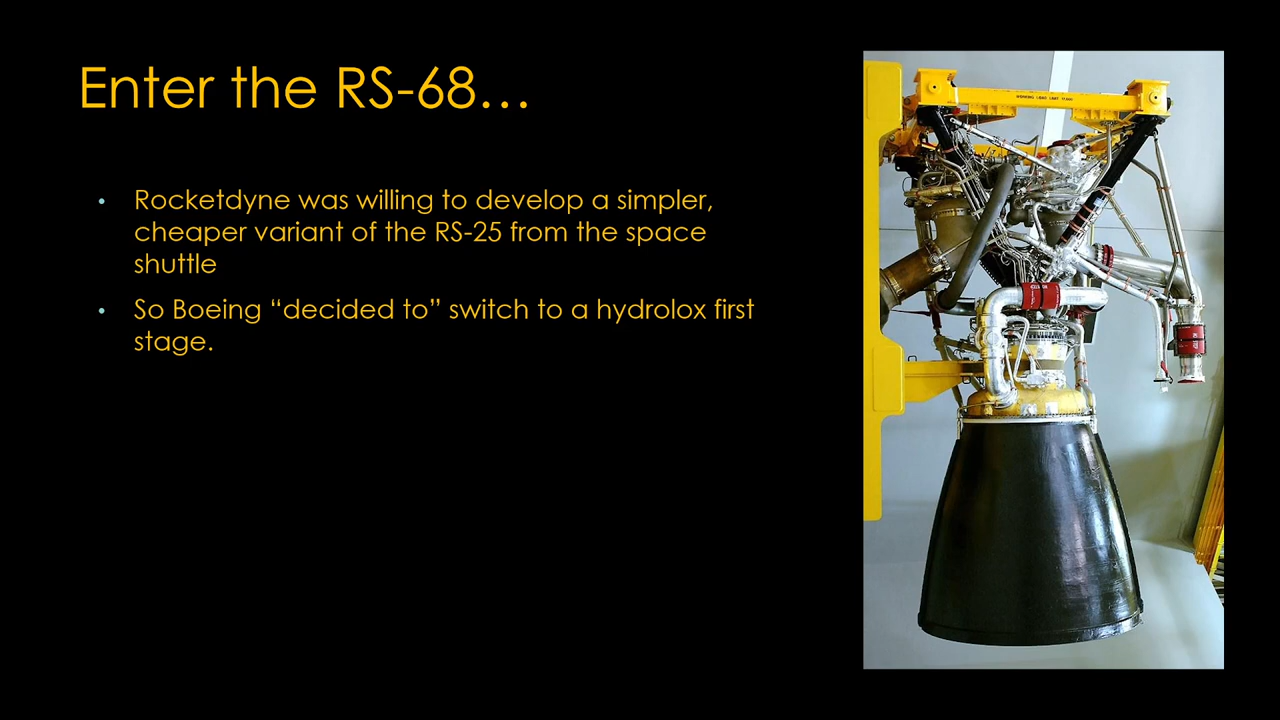 Enter the RS-68…
• Rocketdyne was willing to develop a simpler,
cheaper variant of the RS-25 from the space
shuttle
• So Boeing “decided to” switch to a hydrolox first
stage.